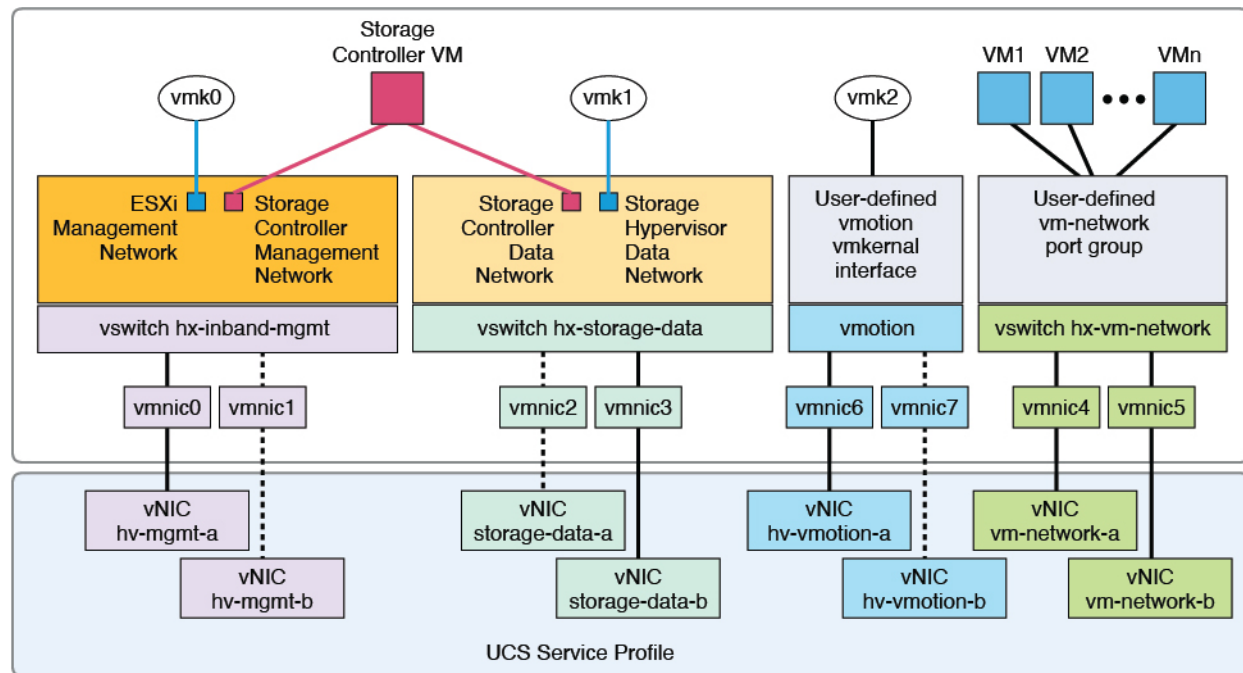 Storage
Controller VM
VM1 VM2 VMn
vmk0 vmk1 vmk2
ESXi
Management
Network
Storage
Controller
Management
Network
Storage
Controller
Data
Network
Storage
Hypervisor
Data
Network
User-defined
vmotion
vmkernal
interface
User-defined
vm-network
port group
vswitch hx-inband-mgmt
vswitch hx-storage-data
vmotion
vswitch hx-vm-network
vmnic0 vmnic1 vmnic2 vmnic3 vmnic6 vmnic7 vmnic4 vmnic5
vNIC
hv-mgmt-a
vNIC
storage-data-a
vNIC
hv-vmotion-a
vNIC
vm-network-a
vNIC
hv-mgmt-b
vNIC
storage-data-b
vNIC
hv-vmotion-b
vNIC
vm-network-b
UCS Service Profile